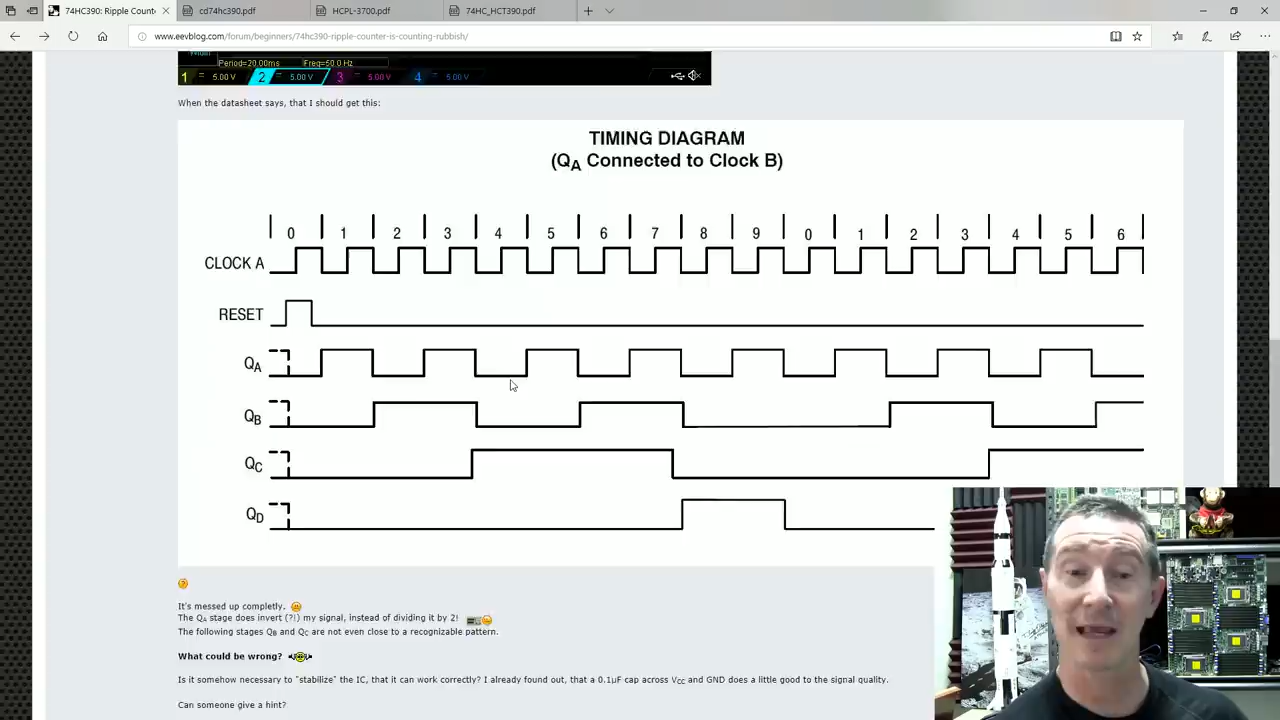 74HC390: Ripple Count
cd74hc390.pdf
HCPL-3700.pdf
74HC_HCT390.pdf
www.eevblog.com/forum/beginners/74hc390-ripple-counter-is-counting-rubbish/
Period=20.00ms Freq=50.0 Hz
1 = 5.00 V 2 = 5.00 V 3 = 5.00 V 4 = 5.00 V
When the datasheet says, that I should get this:
TIMING DIAGRAM
(QA Connected to Clock B)
0 1 2 3 4 5 6 7 8 9 0 1 2 3 4 5 6
CLOCK A
RESET
QA
QB
QC
QD
It's messed up completly.
The QA stage does invert (?!) my signal, instead of dividing it by 2!
The following stages QB and QC are not even close to a recognizable pattern.
What could be wrong?
Is it somehow necessary to "stabilize" the IC, that it can work correctly? I already found out, that a 0.1µF cap across VCC and GND does a little good to the signal quality.
Can someone give a hint?